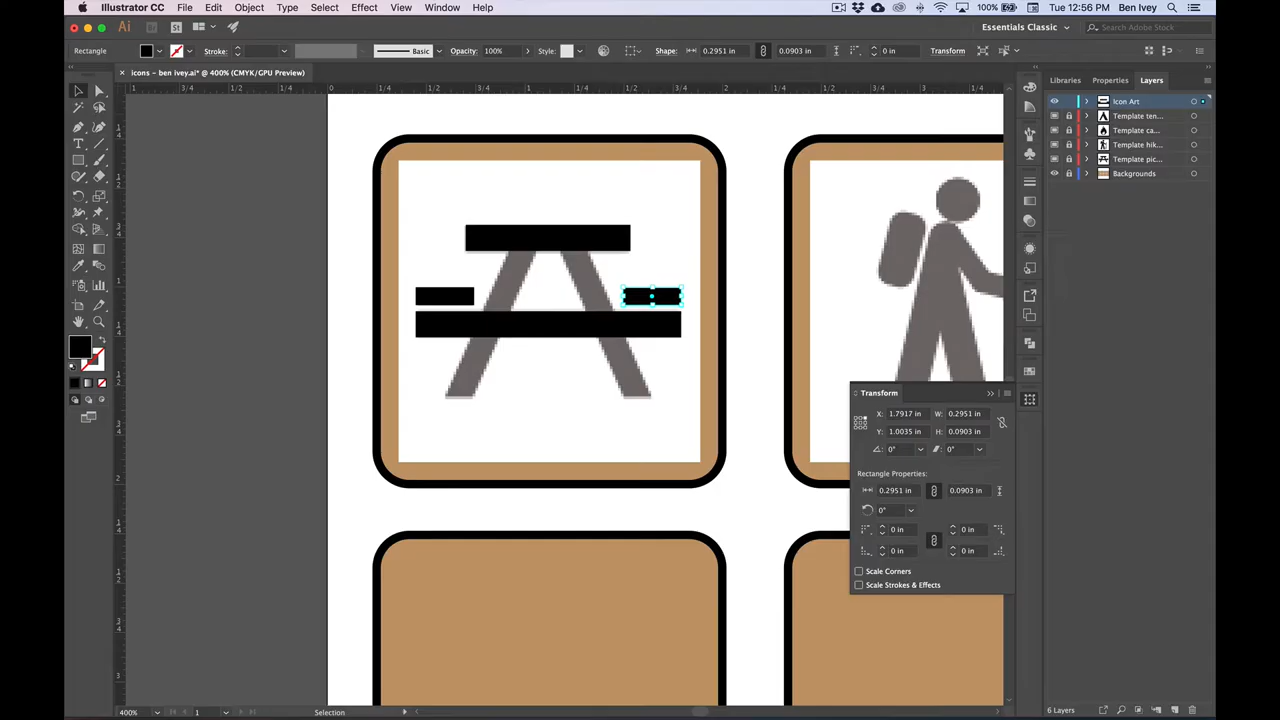 Illustrator CC File Edit Object Type Select Effect View Window Help 100% Tue 12:56 PM Ben Ivey
Ai Br St Essentials Classic Search Adobe Stock
Rectangle Stroke: Basic Opacity: 100% Style: Shape: 0.2951 in 0.0903 in 0 in Transform
icons - ben ivey.ai* @ 400% (CMYK/GPU Preview)
Libraries Properties Layers
Icon Art
Template ten...
Template ca...
Template hik...
Template pic...
Backgrounds
Transform
X: 1.7917 in W: 0.2951 in
Y: 1.0035 in H: 0.0903 in
0° 0°
Rectangle Properties:
0.2951 in 0.0903 in
0°
0 in 0 in
0 in 0 in
Scale Corners
Scale Strokes & Effects
400% 1 Selection 6 Layers